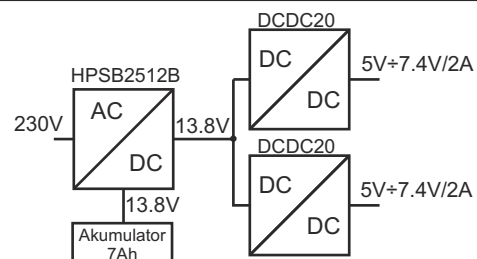 DCDC20
DC
DC
5V÷7.4V/2A
HPSB2512B
AC
DC
230V
13.8V
13.8V
Akumulator
7Ah
DCDC20
DC
DC
5V÷7.4V/2A